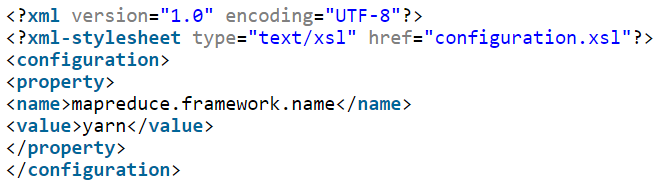 <?xml version="1.0" encoding="UTF-8"?>
<?xml-stylesheet type="text/xsl" href="configuration.xsl"?>
<configuration>
<property>
<name>mapreduce.framework.name</name>
<value>yarn</value>
</property>
</configuration>